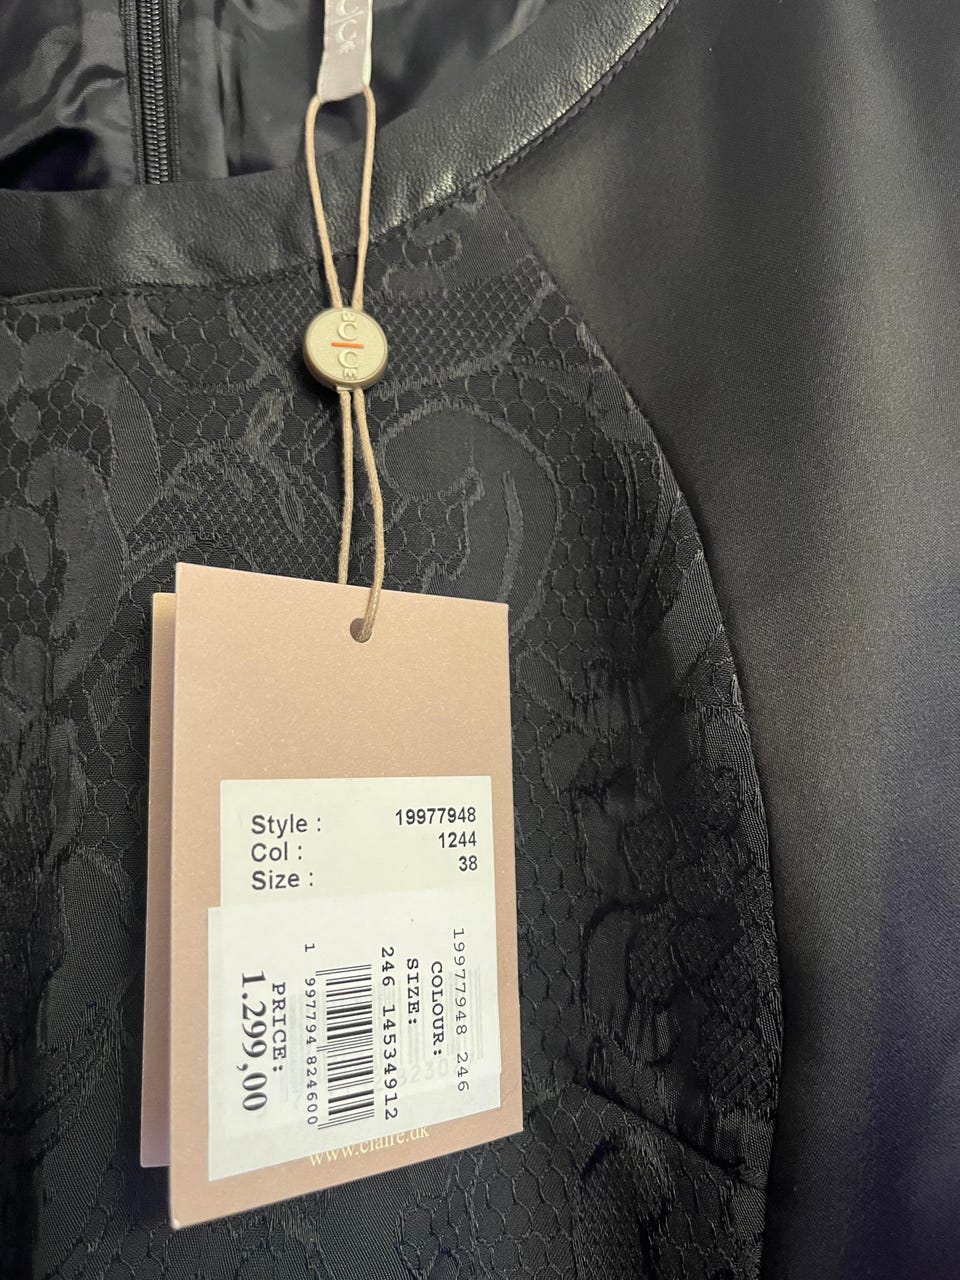 C/C
C
C
Style : 19977948
Col : 1244
Size : 38
19977948 246
COLOUR:
SIZE:
246 14534912
1 997794 824600
PRICE:
1.299,00
www.claire.dk